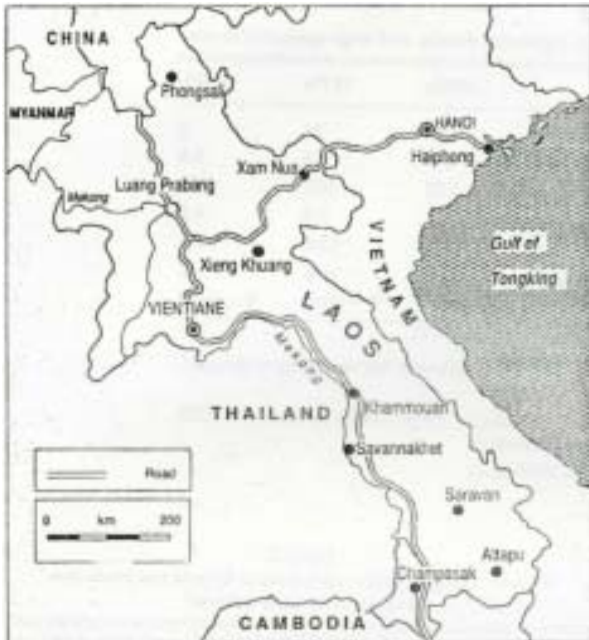 CHINA
Phongsali
MYANMAR
HANOI
Haiphong
Xam Nua
Luang Prabang
Mekong
VIETNAM
Gulf of
Tongking
Xieng Khuang
LAOS
VIENTIANE
Mekong
THAILAND
Khammouan
Savannakhet
Road
0 km 200
Saravan
Attapu
Champasak
CAMBODIA